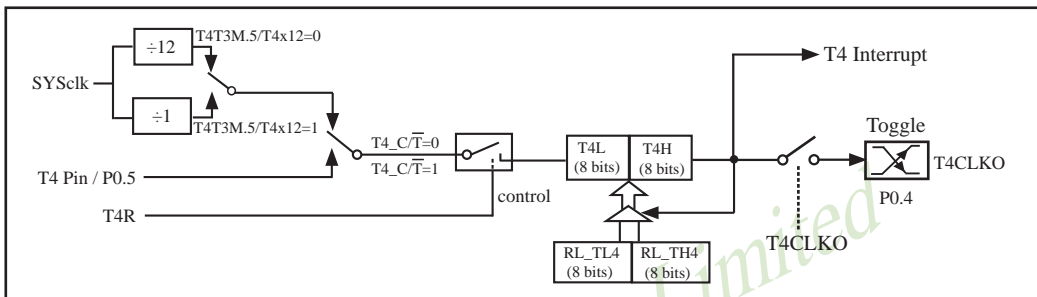 T4T3M.5/T4x12=0
÷12
SYSclk
÷1
T4T3M.5/T4x12=1
T4 Interrupt
Toggle
T4_C/T̅=0
T4_C/T̅=1
T4L
(8 bits)
T4H
(8 bits)
T4CLKO
T4 Pin / P0.5
control
P0.4
T4R
T4CLKO
RL_TL4
(8 bits)
RL_TH4
(8 bits)
Limited